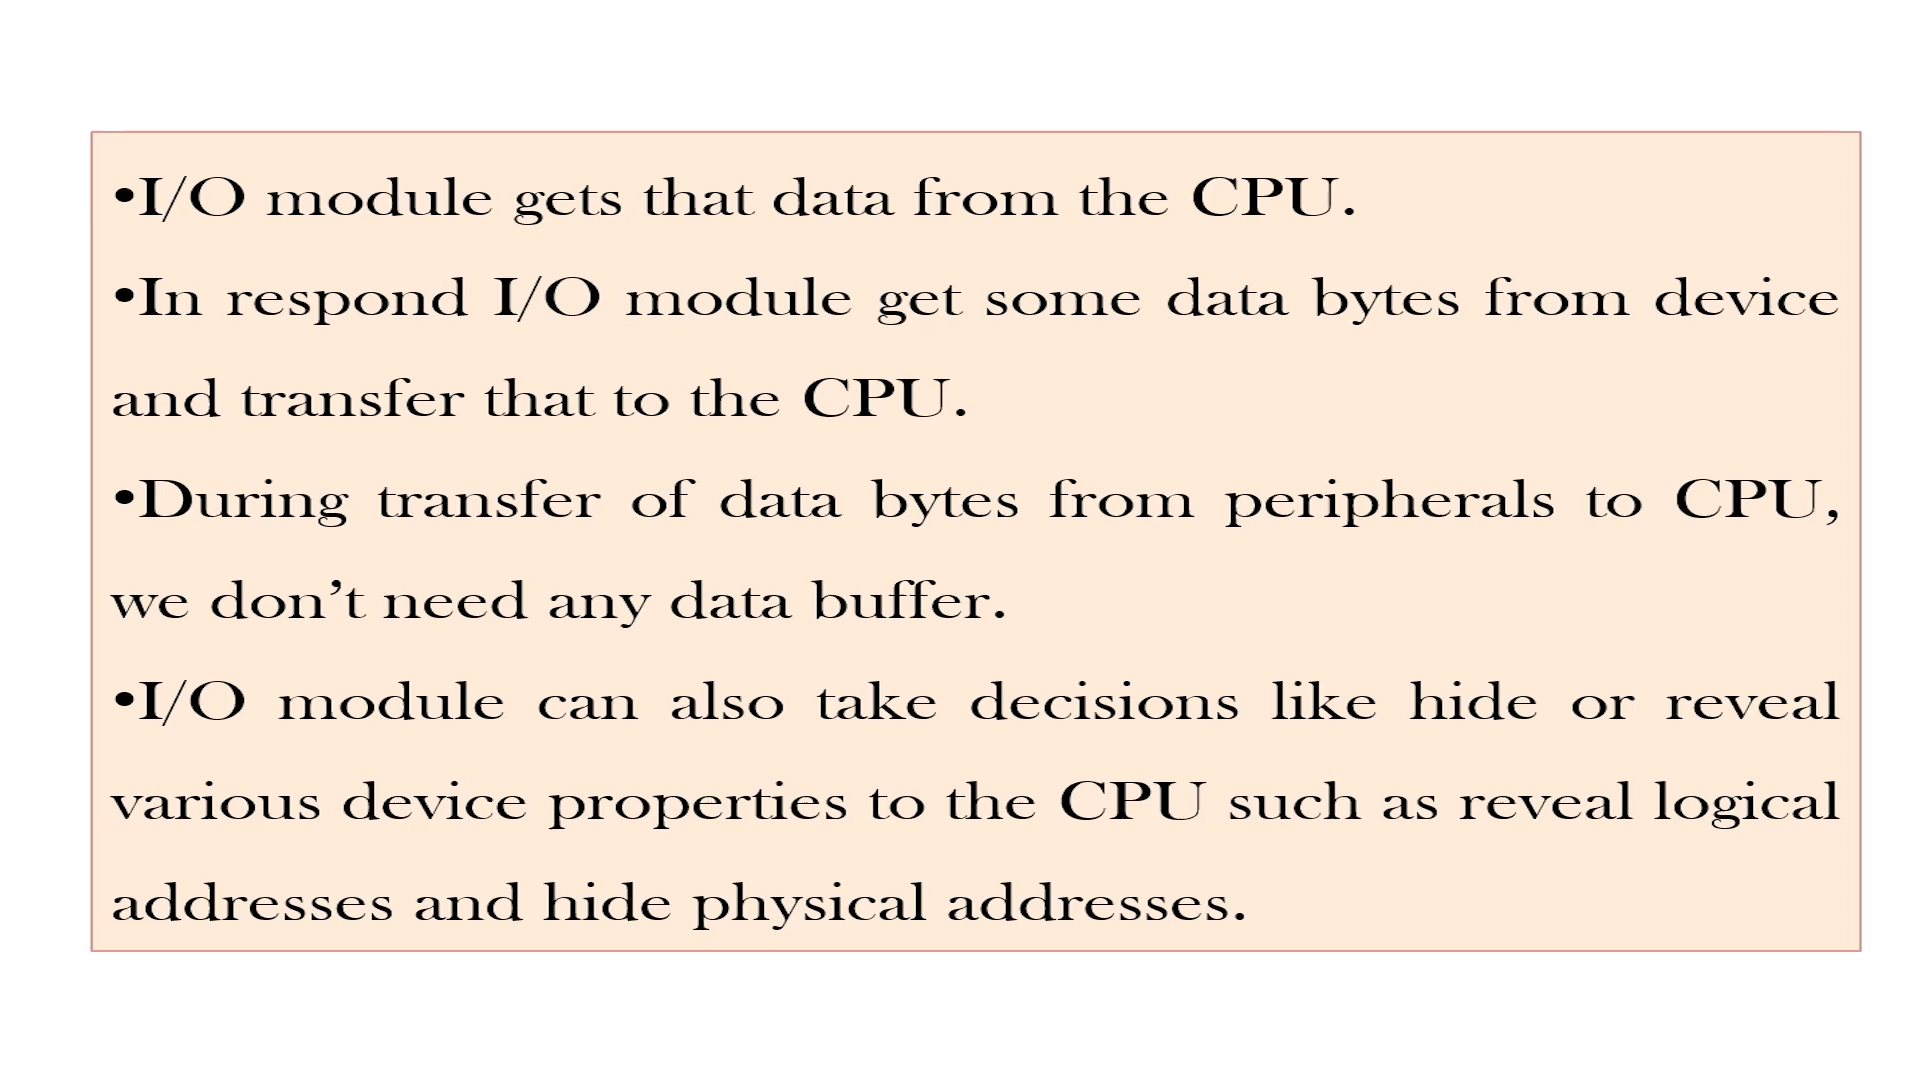 •I/O module gets that data from the CPU.
•In respond I/O module get some data bytes from device
and transfer that to the CPU.
•During transfer of data bytes from peripherals to CPU,
we don’t need any data buffer.
•I/O module can also take decisions like hide or reveal
various device properties to the CPU such as reveal logical
addresses and hide physical addresses.